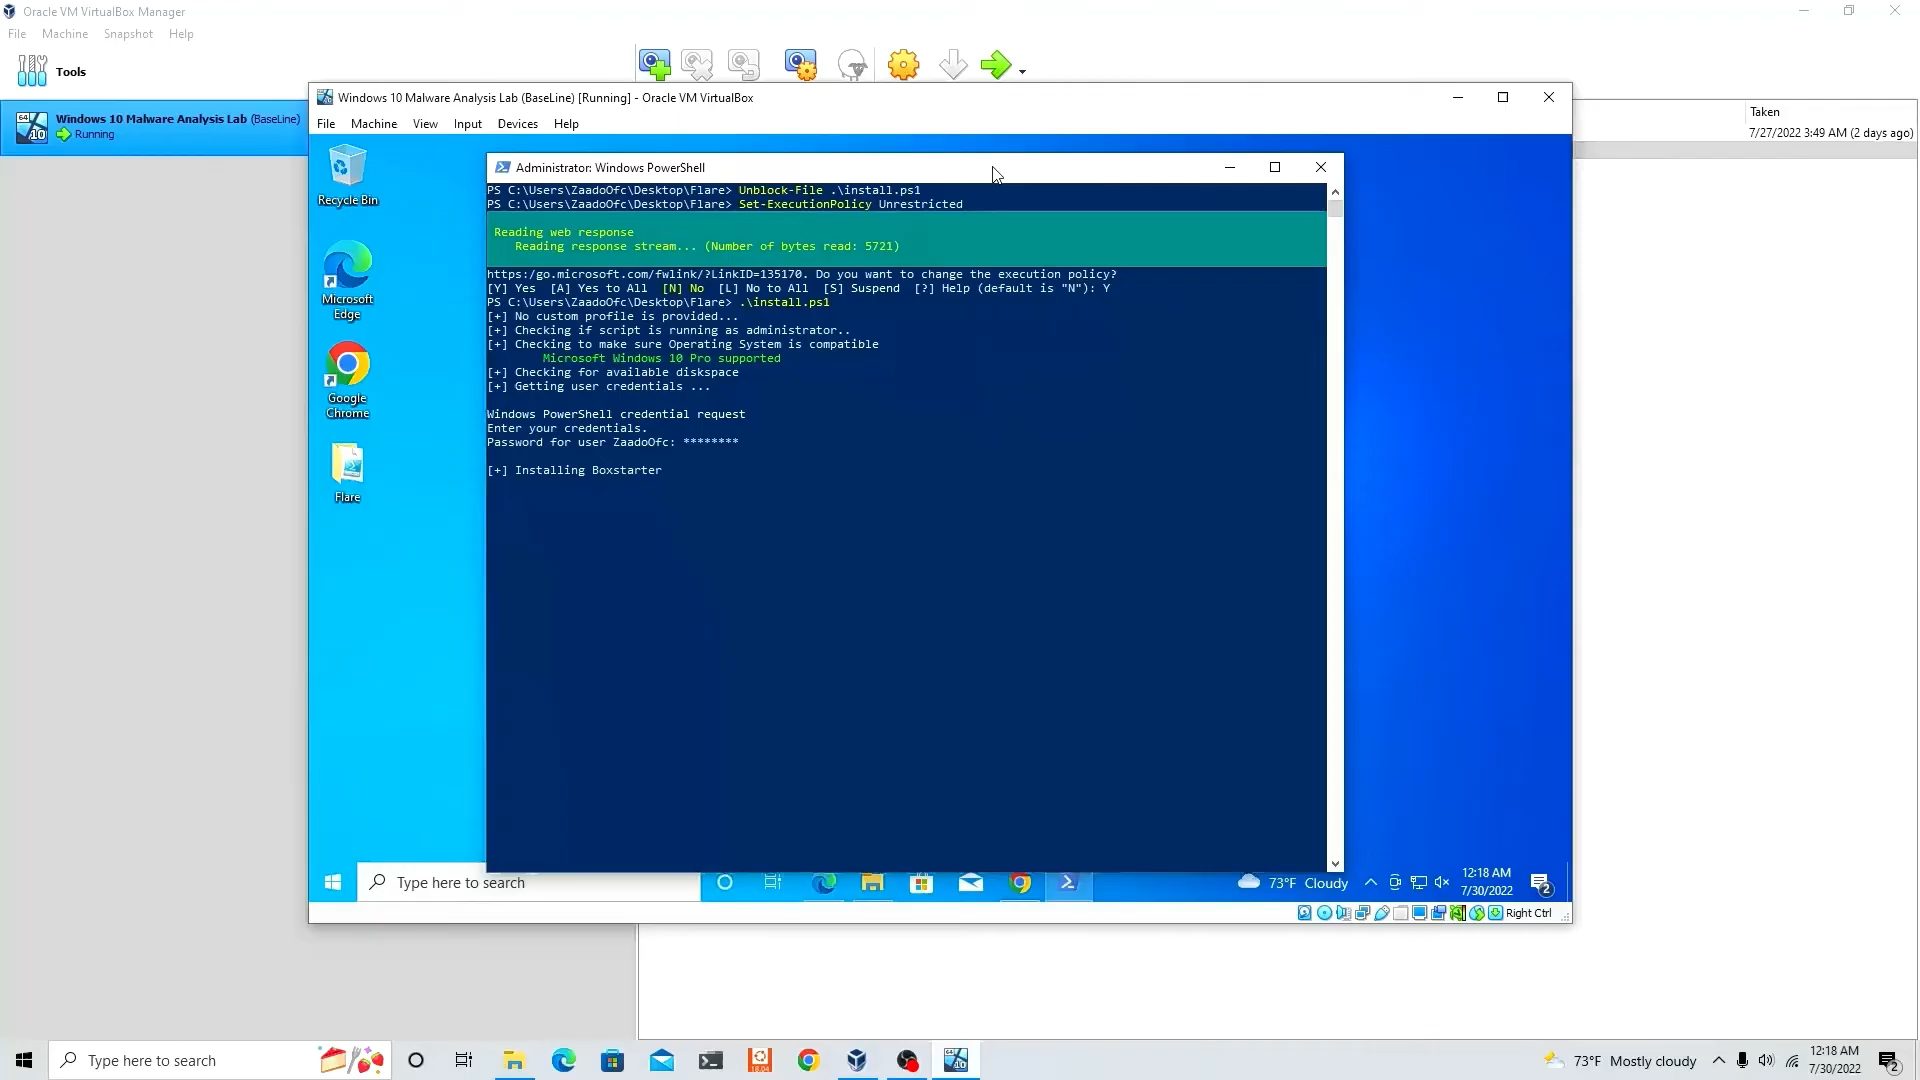 Oracle VM VirtualBox Manager
File Machine Snapshot Help
Tools
Windows 10 Malware Analysis Lab (BaseLine)
Running
64
10
Taken
7/27/2022 3:49 AM (2 days ago)
Windows 10 Malware Analysis Lab (BaseLine) [Running] - Oracle VM VirtualBox
File Machine View Input Devices Help
Recycle Bin
Microsoft
Edge
Google
Chrome
Flare
Administrator: Windows PowerShell
PS C:\Users\ZaadoOfc\Desktop\Flare> Unblock-File .\install.ps1
PS C:\Users\ZaadoOfc\Desktop\Flare> Set-ExecutionPolicy Unrestricted
Reading web response
Reading response stream... (Number of bytes read: 5721)
https:/go.microsoft.com/fwlink/?LinkID=135170. Do you want to change the execution policy?
[Y] Yes [A] Yes to All [N] No [L] No to All [S] Suspend [?] Help (default is "N"): Y
PS C:\Users\ZaadoOfc\Desktop\Flare> .\install.ps1
[+] No custom profile is provided...
[+] Checking if script is running as administrator..
[+] Checking to make sure Operating System is compatible
Microsoft Windows 10 Pro supported
[+] Checking for available diskspace
[+] Getting user credentials ...
Windows PowerShell credential request
Enter your credentials.
Password for user ZaadoOfc: ********
[+] Installing Boxstarter
Type here to search
73°F Cloudy
12:18 AM
7/30/2022
2
Right Ctrl
Type here to search
18.04
73°F Mostly cloudy
12:18 AM
7/30/2022
2